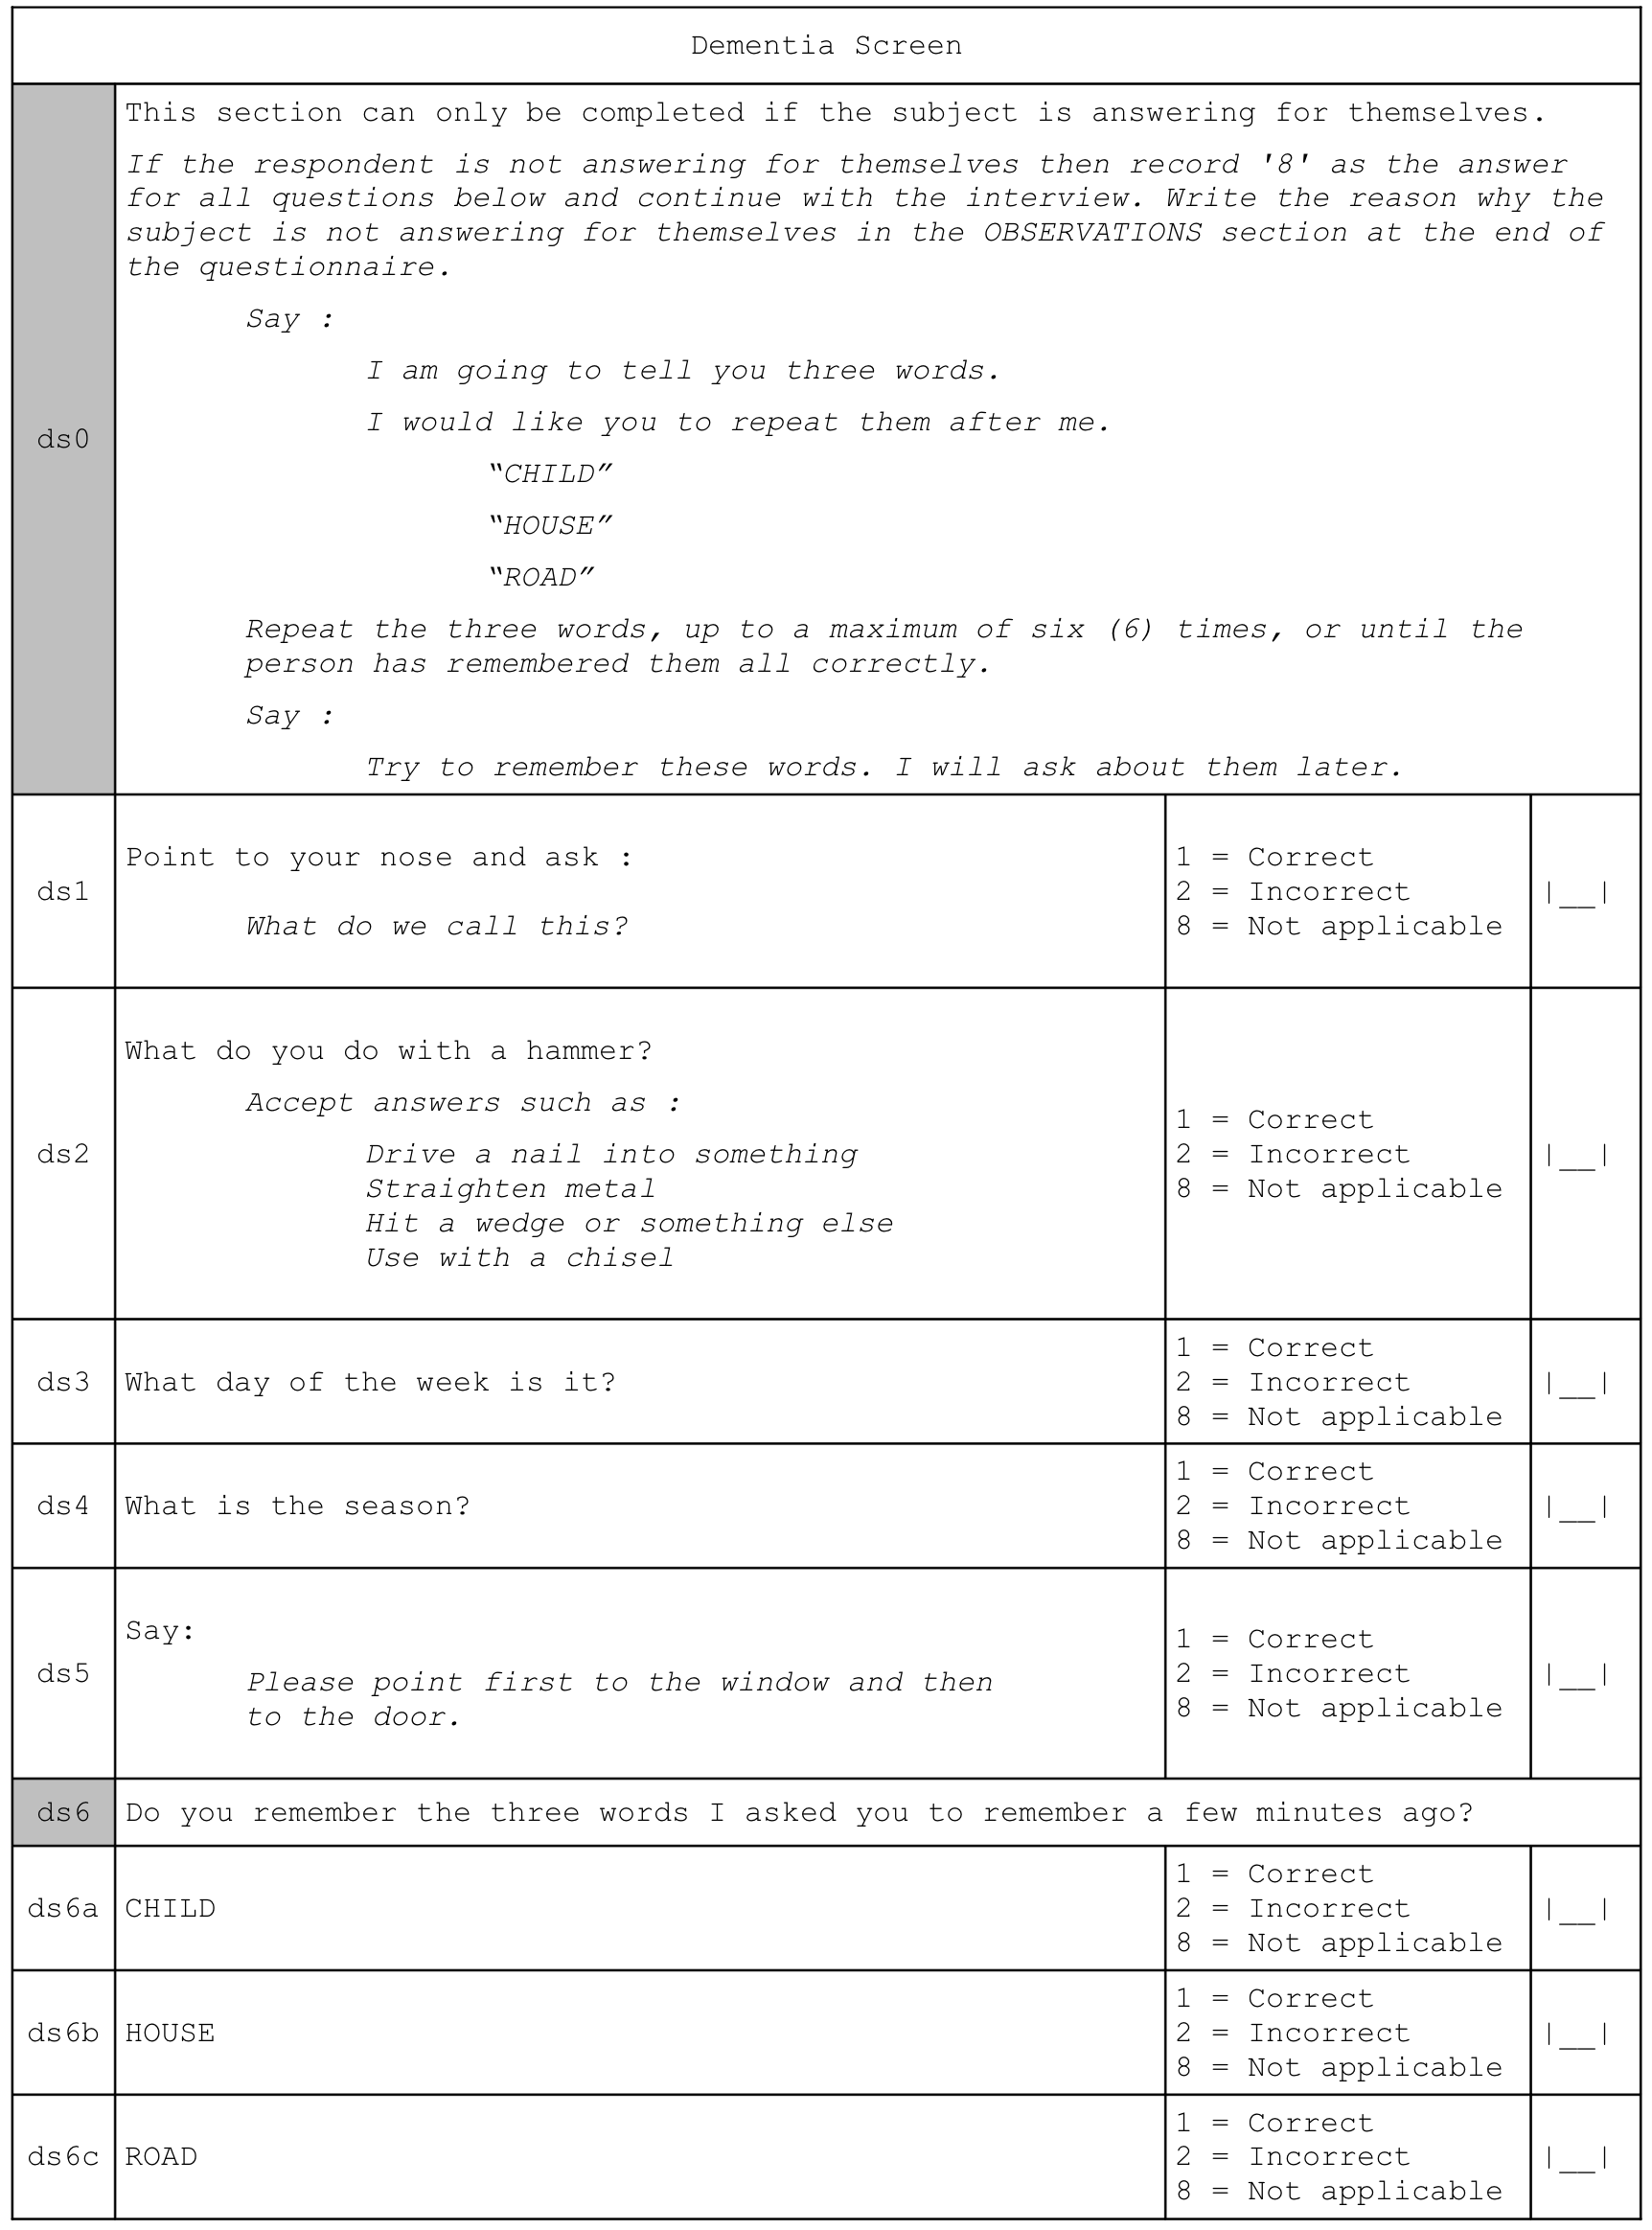 Dementia Screen
ds0
This section can only be completed if the subject is answering for themselves.
If the respondent is not answering for themselves then record '8' as the answer
for all questions below and continue with the interview. Write the reason why the
subject is not answering for themselves in the OBSERVATIONS section at the end of
the questionnaire.
Say :
I am going to tell you three words.
I would like you to repeat them after me.
“CHILD”
“HOUSE”
“ROAD”
Repeat the three words, up to a maximum of six (6) times, or until the
person has remembered them all correctly.
Say :
Try to remember these words. I will ask about them later.
ds1
Point to your nose and ask :
What do we call this?
1 = Correct
2 = Incorrect
8 = Not applicable
|__|
ds2
What do you do with a hammer?
Accept answers such as :
Drive a nail into something
Straighten metal
Hit a wedge or something else
Use with a chisel
1 = Correct
2 = Incorrect
8 = Not applicable
|__|
ds3
What day of the week is it?
1 = Correct
2 = Incorrect
8 = Not applicable
|__|
ds4
What is the season?
1 = Correct
2 = Incorrect
8 = Not applicable
|__|
ds5
Say:
Please point first to the window and then
to the door.
1 = Correct
2 = Incorrect
8 = Not applicable
|__|
ds6
Do you remember the three words I asked you to remember a few minutes ago?
ds6a
CHILD
1 = Correct
2 = Incorrect
8 = Not applicable
|__|
ds6b
HOUSE
1 = Correct
2 = Incorrect
8 = Not applicable
|__|
ds6c
ROAD
1 = Correct
2 = Incorrect
8 = Not applicable
|__|